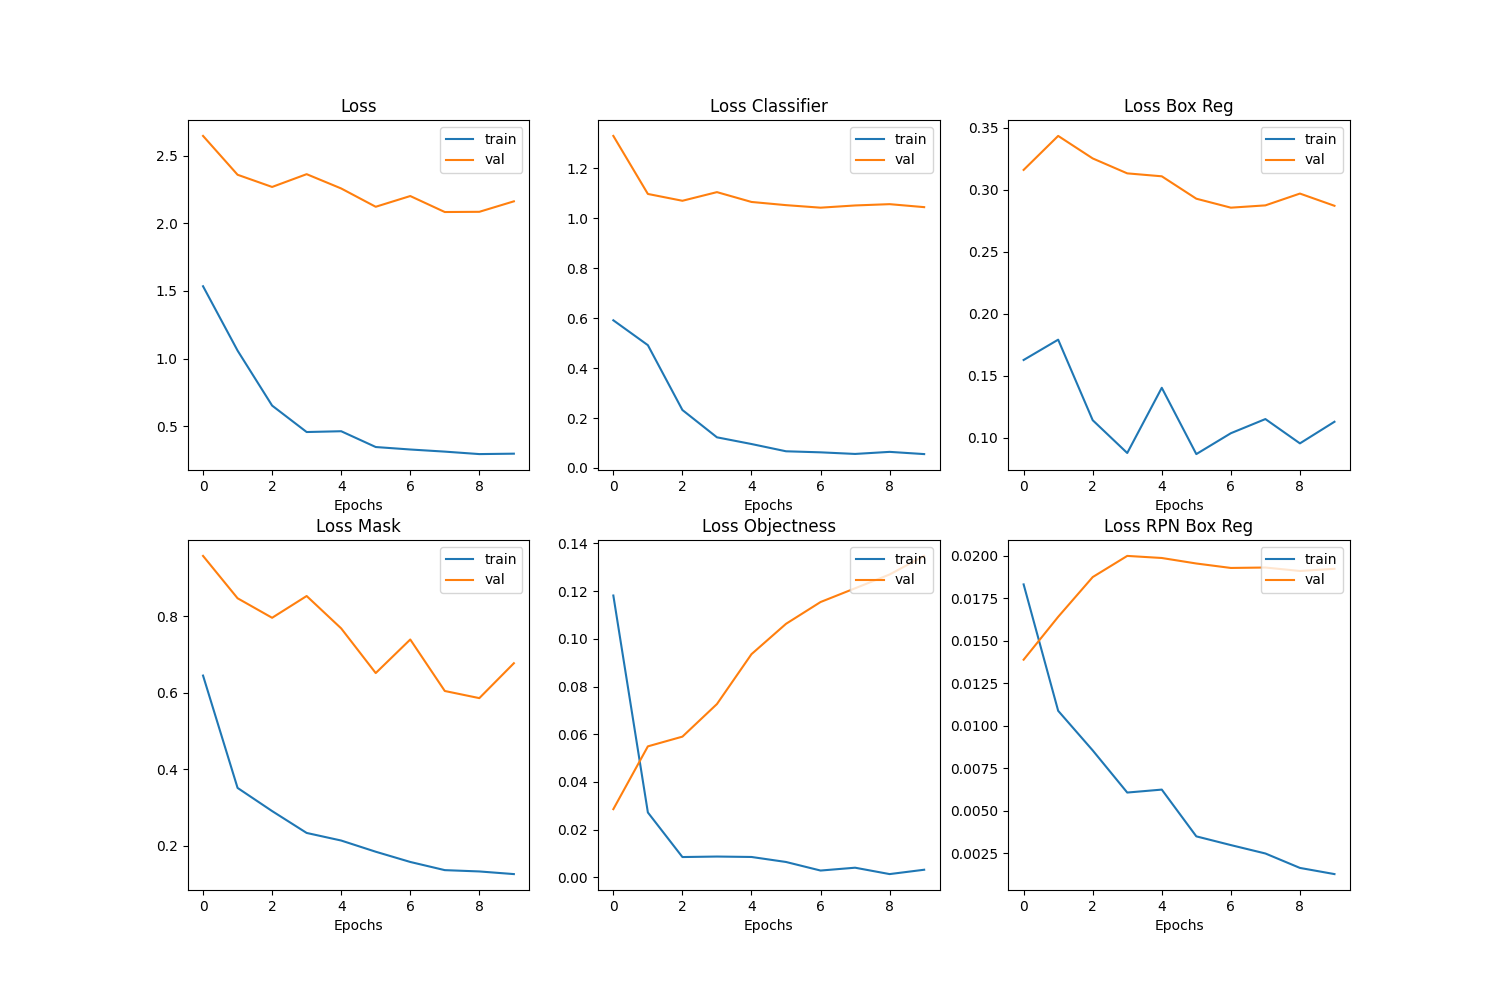 Loss
train
val
2.5
2.0
1.5
1.0
0.5
0 2 4 6 8
Epochs
Loss Classifier
train
val
1.2
1.0
0.8
0.6
0.4
0.2
0.0
0 2 4 6 8
Epochs
Loss Box Reg
train
val
0.35
0.30
0.25
0.20
0.15
0.10
0 2 4 6 8
Epochs
Loss Mask
train
val
0.8
0.6
0.4
0.2
0 2 4 6 8
Epochs
Loss Objectness
train
val
0.14
0.12
0.10
0.08
0.06
0.04
0.02
0.00
0 2 4 6 8
Epochs
Loss RPN Box Reg
train
val
0.0200
0.0175
0.0150
0.0125
0.0100
0.0075
0.0050
0.0025
0 2 4 6 8
Epochs